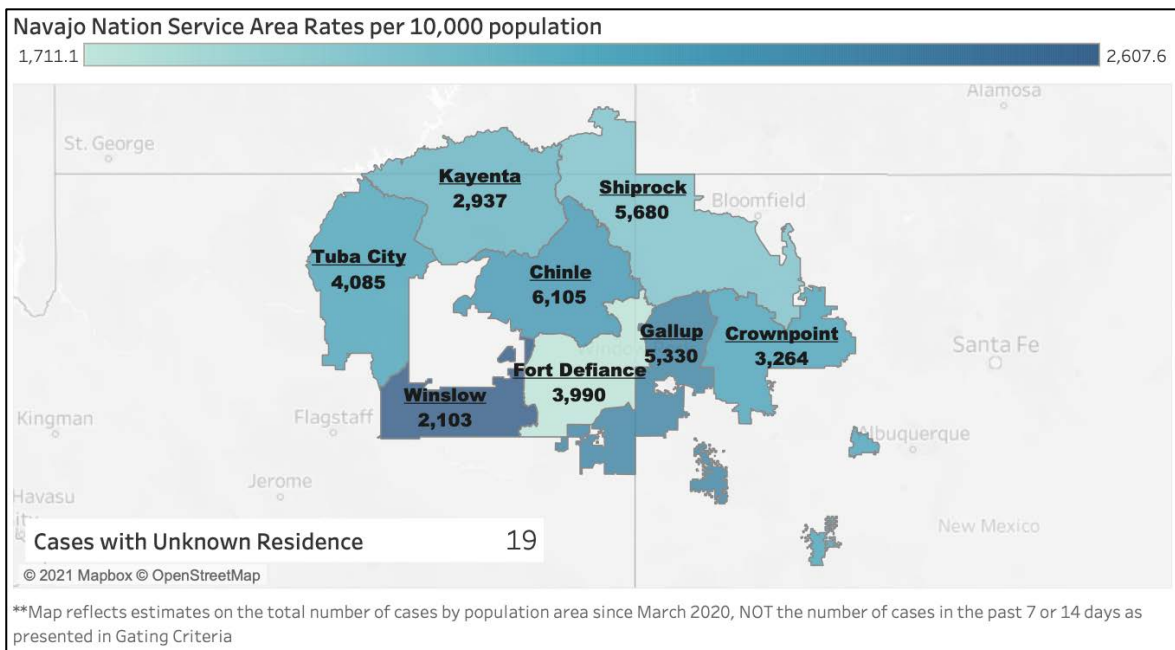 Navajo Nation Service Area Rates per 10,000 population
1,711.1
2,607.6
Alamosa
St. George
Kayenta
2,937
Shiprock
5,680
Bloomfield
Tuba City
4,085
Chinle
6,105
Gallup
5,330
Crownpoint
3,264
Santa Fe
Fort Defiance
3,990
Winslow
2,103
Kingman
Flagstaff
Albuquerque
Jerome
Havasu
New Mexico
Cases with Unknown Residence 19
© 2021 Mapbox © OpenStreetMap
**Map reflects estimates on the total number of cases by population area since March 2020, NOT the number of cases in the past 7 or 14 days as
presented in Gating Criteria